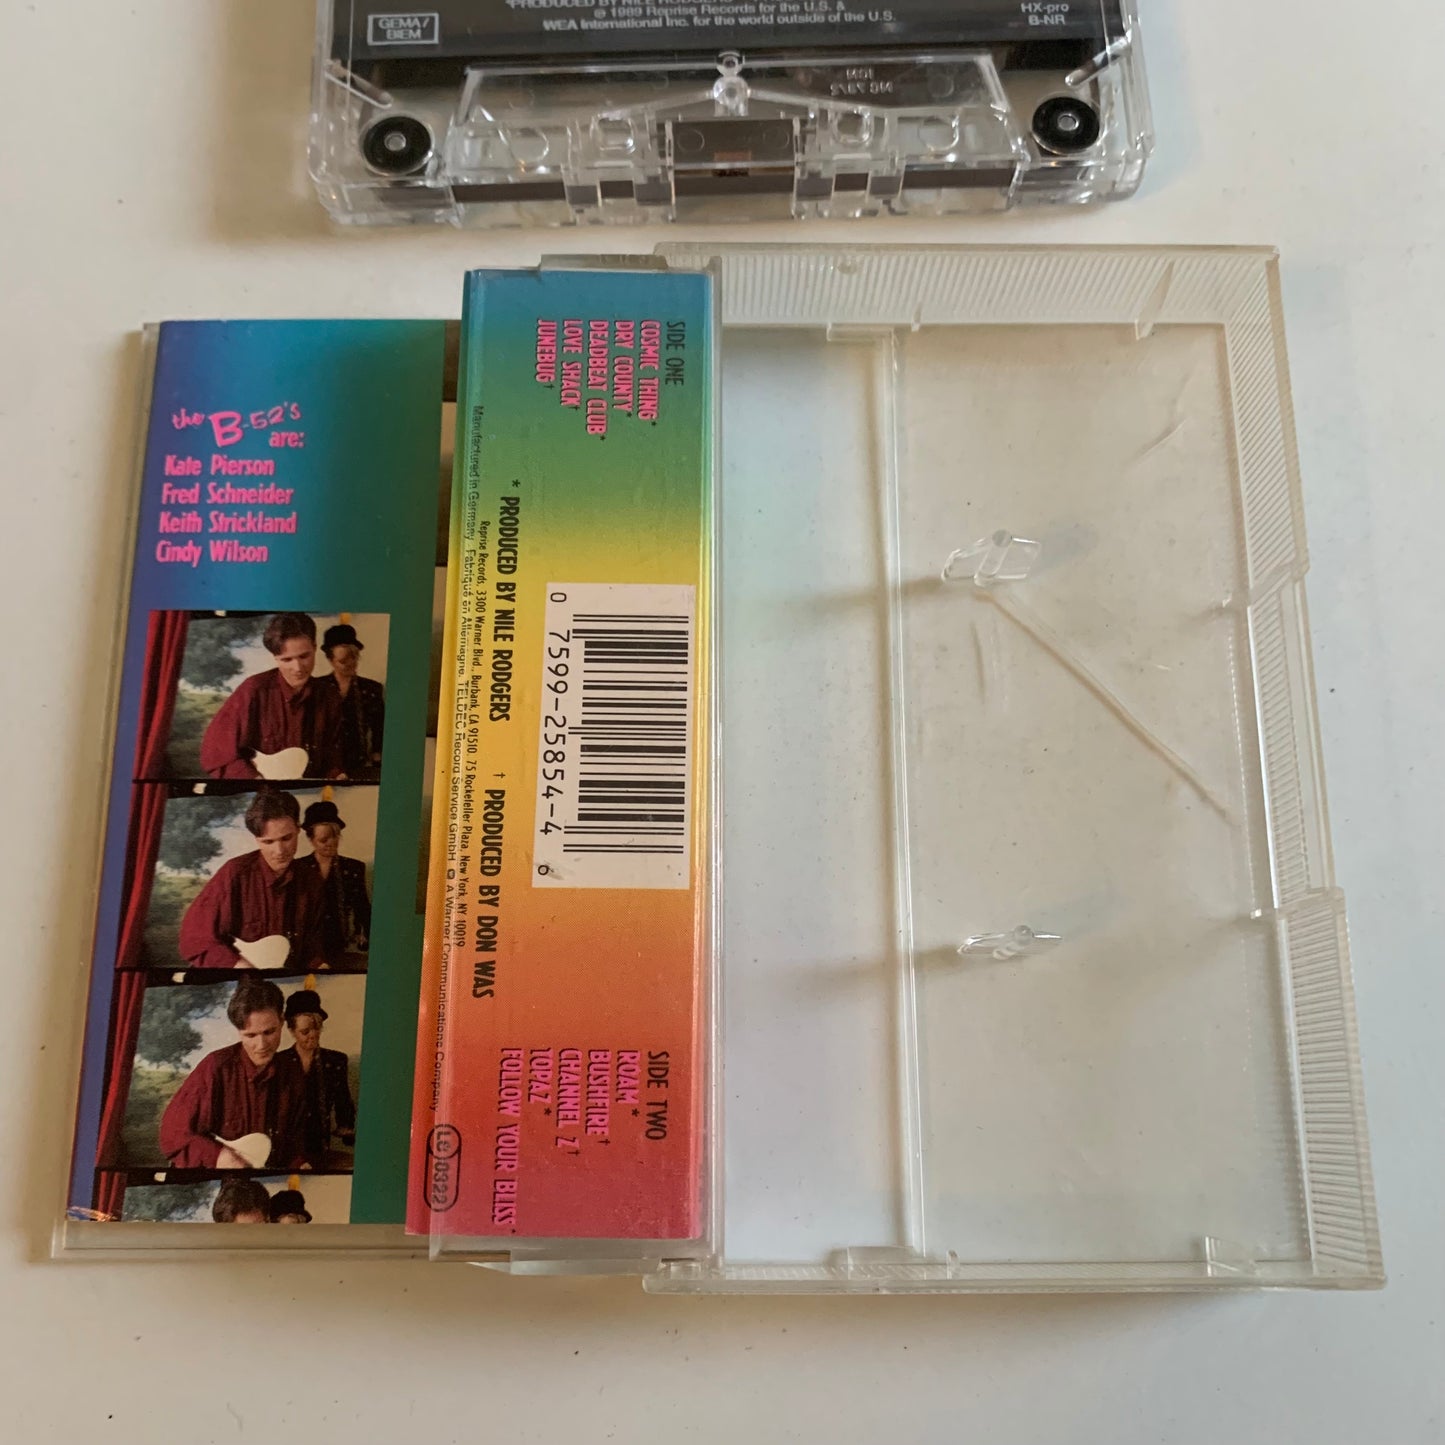 *PRODUCED BY NILE RODGERS
℗ 1989 Reprise Records for the U.S. &
WEA International Inc. for the world outside of the U.S.
GEMA/
BIEM
HX-pro
B-NR
the B-52's
are:
Kate Pierson
Fred Schneider
Keith Strickland
Cindy Wilson
SIDE ONE
COSMIC THING*
DRY COUNTY*
DEADBEAT CLUB*
LOVE SHACK†
JUNEBUG†
* PRODUCED BY NILE RODGERS † PRODUCED BY DON WAS
Reprise Records, 3300 Warner Blvd., Burbank, CA 91510. 75 Rockefeller Plaza, New York, NY 10019
Manufactured in Germany. Fabriqué en Allemagne. TELDEC Record Service GmbH A Warner Communications Company
LC 0322
0 7599-25854-4 6
SIDE TWO
ROAM *
BUSHFIRE†
CHANNEL Z†
TOPAZ *
FOLLOW YOUR BLISS*